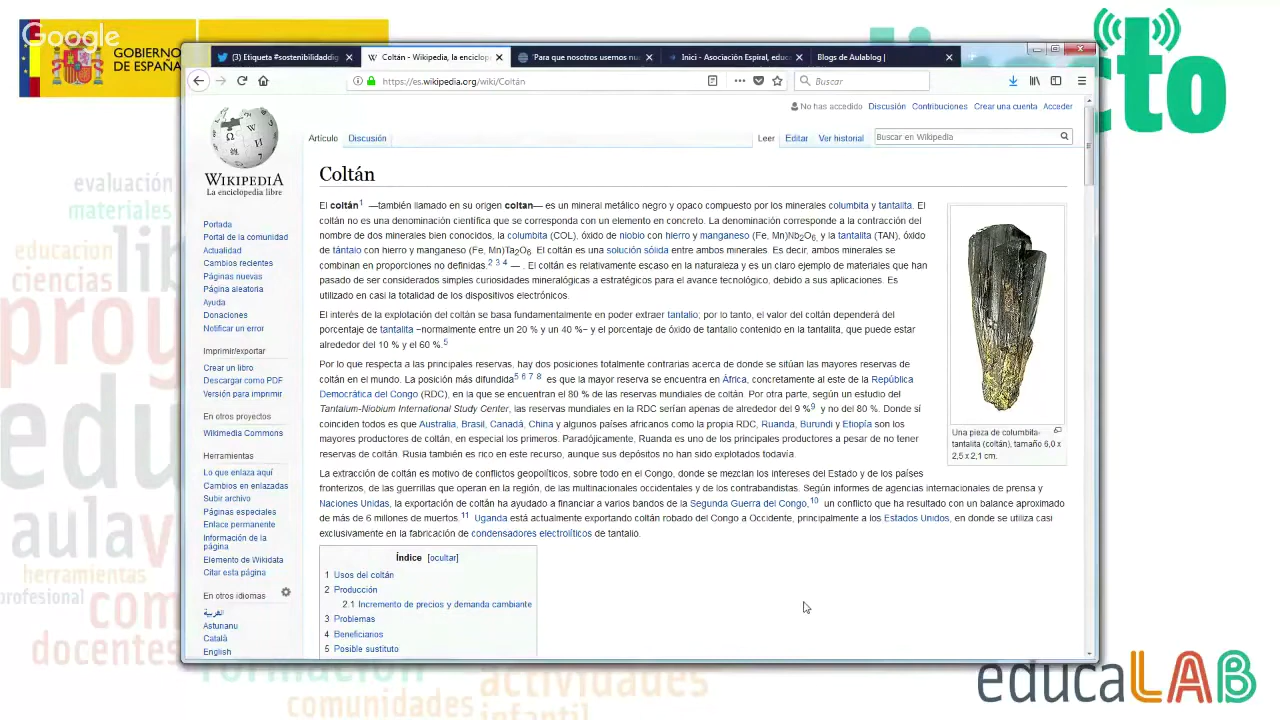 Google
GOBIERNO
DE ESPAÑA
cto
(3) Etiqueta #sostenibilidaddig
Coltán - Wikipedia, la enciclop
'Para que nosotros usemos nu
Inici - Asociación Espiral, educa
Blogs de Aulablog |
https://es.wikipedia.org/wiki/Coltán
Buscar
No has accedido Discusión Contribuciones Crear una cuenta Acceder
Artículo Discusión
Leer Editar Ver historial
Buscar en Wikipedia
WIKIPEDIA
La enciclopedia libre
Portada
Portal de la comunidad
Actualidad
Cambios recientes
Páginas nuevas
Página aleatoria
Ayuda
Donaciones
Notificar un error
Imprimir/exportar
Crear un libro
Descargar como PDF
Versión para imprimir
En otros proyectos
Wikimedia Commons
Herramientas
Lo que enlaza aquí
Cambios en enlazadas
Subir archivo
Páginas especiales
Enlace permanente
Información de la
página
Elemento de Wikidata
Citar esta página
En otros idiomas
العربية
Asturianu
Català
English
Coltán
El coltán1 —también llamado en su origen coltan— es un mineral metálico negro y opaco compuesto por los minerales columbita y tantalita. El
coltán no es una denominación científica que se corresponda con un elemento en concreto. La denominación corresponde a la contracción del
nombre de dos minerales bien conocidos, la columbita (COL), óxido de niobio con hierro y manganeso (Fe, Mn)Nb2O6, y la tantalita (TAN), óxido
de tántalo con hierro y manganeso (Fe, Mn)Ta2O6. El coltán es una solución sólida entre ambos minerales. Es decir, ambos minerales se
combinan en proporciones no definidas.2 3 4 — . El coltán es relativamente escaso en la naturaleza y es un claro ejemplo de materiales que han
pasado de ser considerados simples curiosidades mineralógicas a estratégicos para el avance tecnológico, debido a sus aplicaciones. Es
utilizado en casi la totalidad de los dispositivos electrónicos.
El interés de la explotación del coltán se basa fundamentalmente en poder extraer tantalio; por lo tanto, el valor del coltán dependerá del
porcentaje de tantalita −normalmente entre un 20 % y un 40 %− y el porcentaje de óxido de tantalio contenido en la tantalita, que puede estar
alrededor del 10 % y el 60 %.5
Por lo que respecta a las principales reservas, hay dos posiciones totalmente contrarias acerca de donde se sitúan las mayores reservas de
coltán en el mundo. La posición más difundida5 6 7 8 es que la mayor reserva se encuentra en África, concretamente al este de la República
Democrática del Congo (RDC), en la que se encuentran el 80 % de las reservas mundiales de coltán. Por otra parte, según un estudio del
Tantalum-Niobium International Study Center, las reservas mundiales en la RDC serían apenas de alrededor del 9 %9 y no del 80 %. Donde sí
coinciden todos es que Australia, Brasil, Canadá, China y algunos países africanos como la propia RDC, Ruanda, Burundi y Etiopía son los
mayores productores de coltán, en especial los primeros. Paradójicamente, Ruanda es uno de los principales productores a pesar de no tener
reservas de coltán. Rusia también es rico en este recurso, aunque sus depósitos no han sido explotados todavía.
La extracción de coltán es motivo de conflictos geopolíticos, sobre todo en el Congo, donde se mezclan los intereses del Estado y de los países
fronterizos, de las guerrillas que operan en la región, de las multinacionales occidentales y de los contrabandistas. Según informes de agencias internacionales de prensa y
Naciones Unidas, la exportación de coltán ha ayudado a financiar a varios bandos de la Segunda Guerra del Congo,10 un conflicto que ha resultado con un balance aproximado
de más de 6 millones de muertos.11 Uganda está actualmente exportando coltán robado del Congo a Occidente, principalmente a los Estados Unidos, en donde se utiliza casi
exclusivamente en la fabricación de condensadores electrolíticos de tantalio.
Una pieza de columbita-
tantalita (coltán), tamaño 6,0 x
2,5 x 2,1 cm.
Índice [ocultar]
1 Usos del coltán
2 Producción
2.1 Incremento de precios y demanda cambiante
3 Problemas
4 Beneficianos
5 Posible sustituto
evaluación
materiales
educacion
ciencias
lib
proy
edu
aulav
herramientas
profesional
com
docentes
formación
comunidades
actividades
infantil
educaLAB